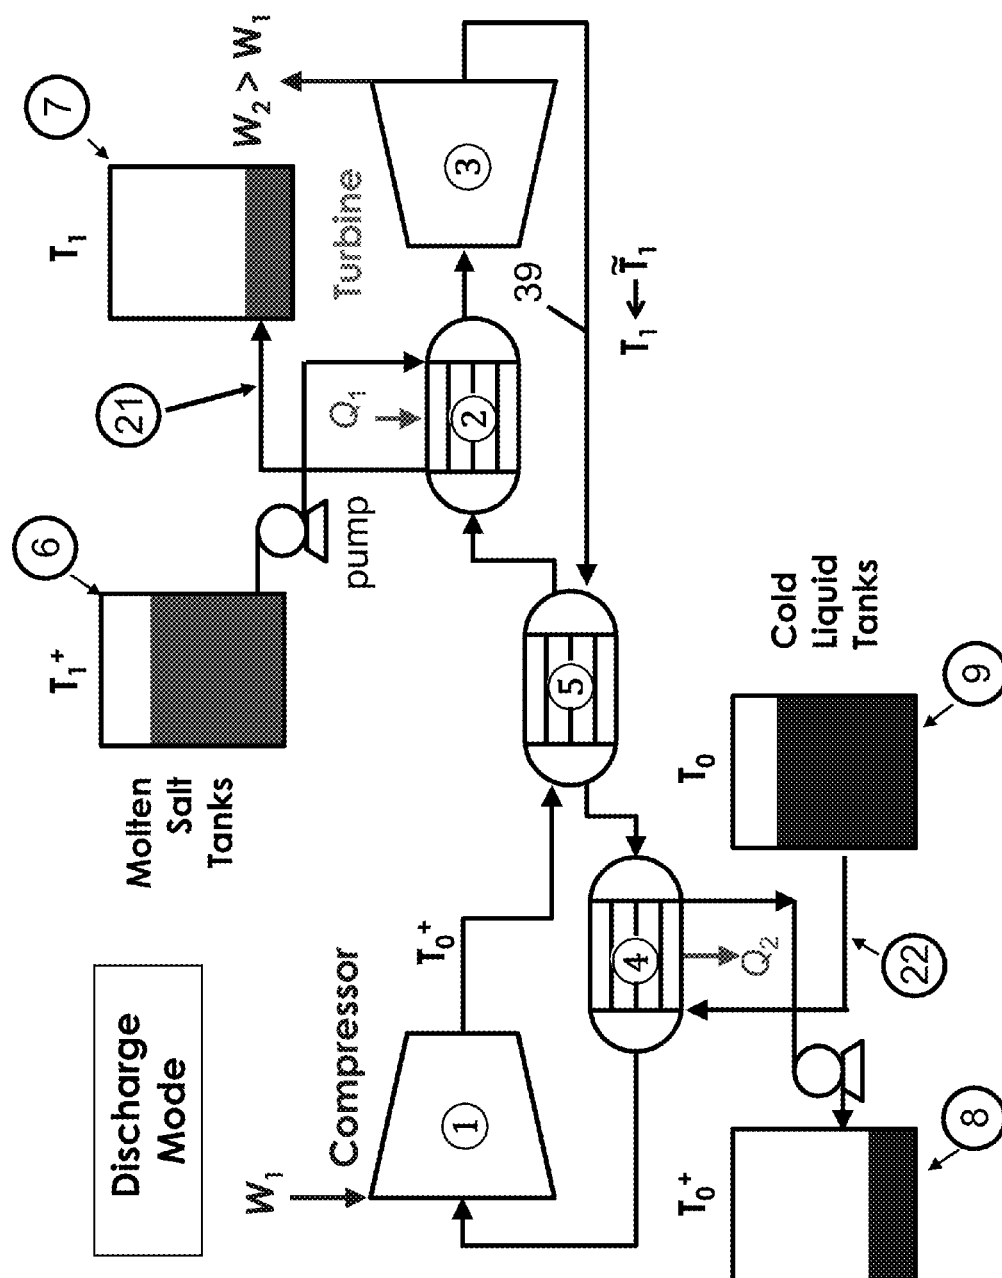 Discharge
Mode
Molten
Salt
Tanks
T₁⁺
6
T₁
7
21
W₁
Compressor
pump
Q₁
Turbine
W₂ > W₁
1
T₀⁺
2
3
39
5
T₁ ← T̃₁
4
Q₂
T₀⁺
T₀
Cold
Liquid
Tanks
22
8
9